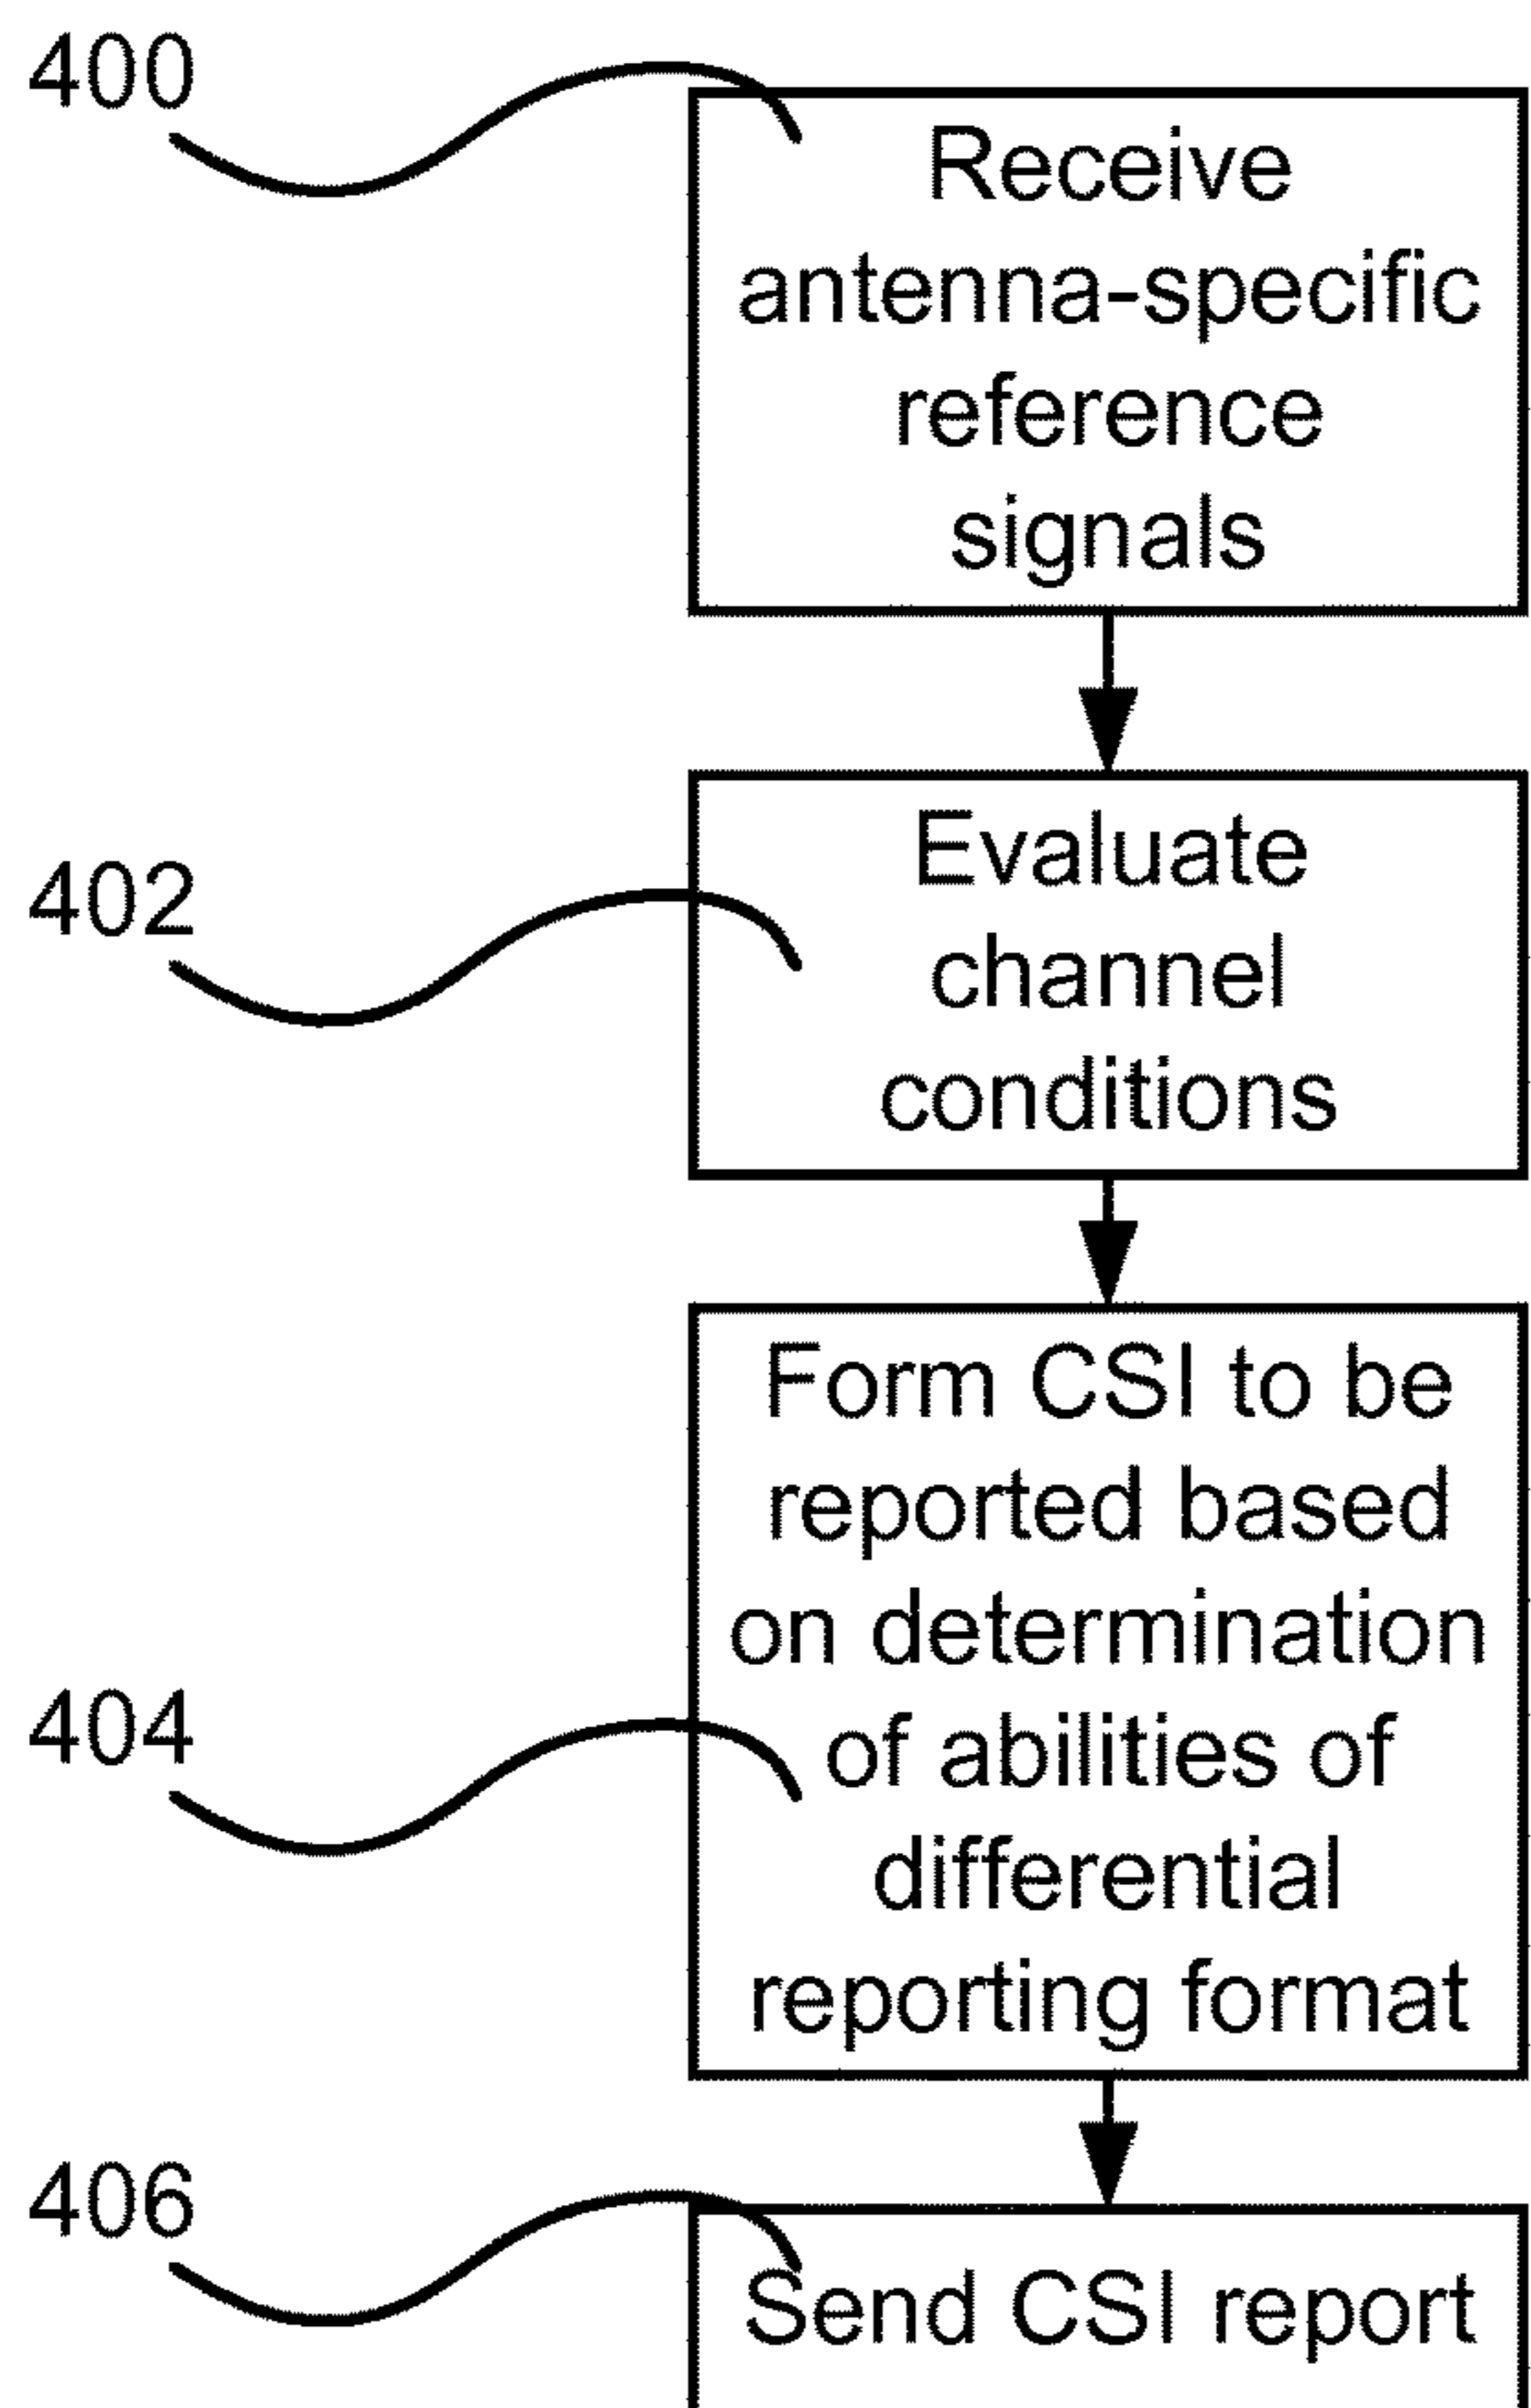 400
Receive
antenna-specific
reference
signals
402
Evaluate
channel
conditions
404
Form CSI to be
reported based
on determination
of abilities of
differential
reporting format
406
Send CSI report